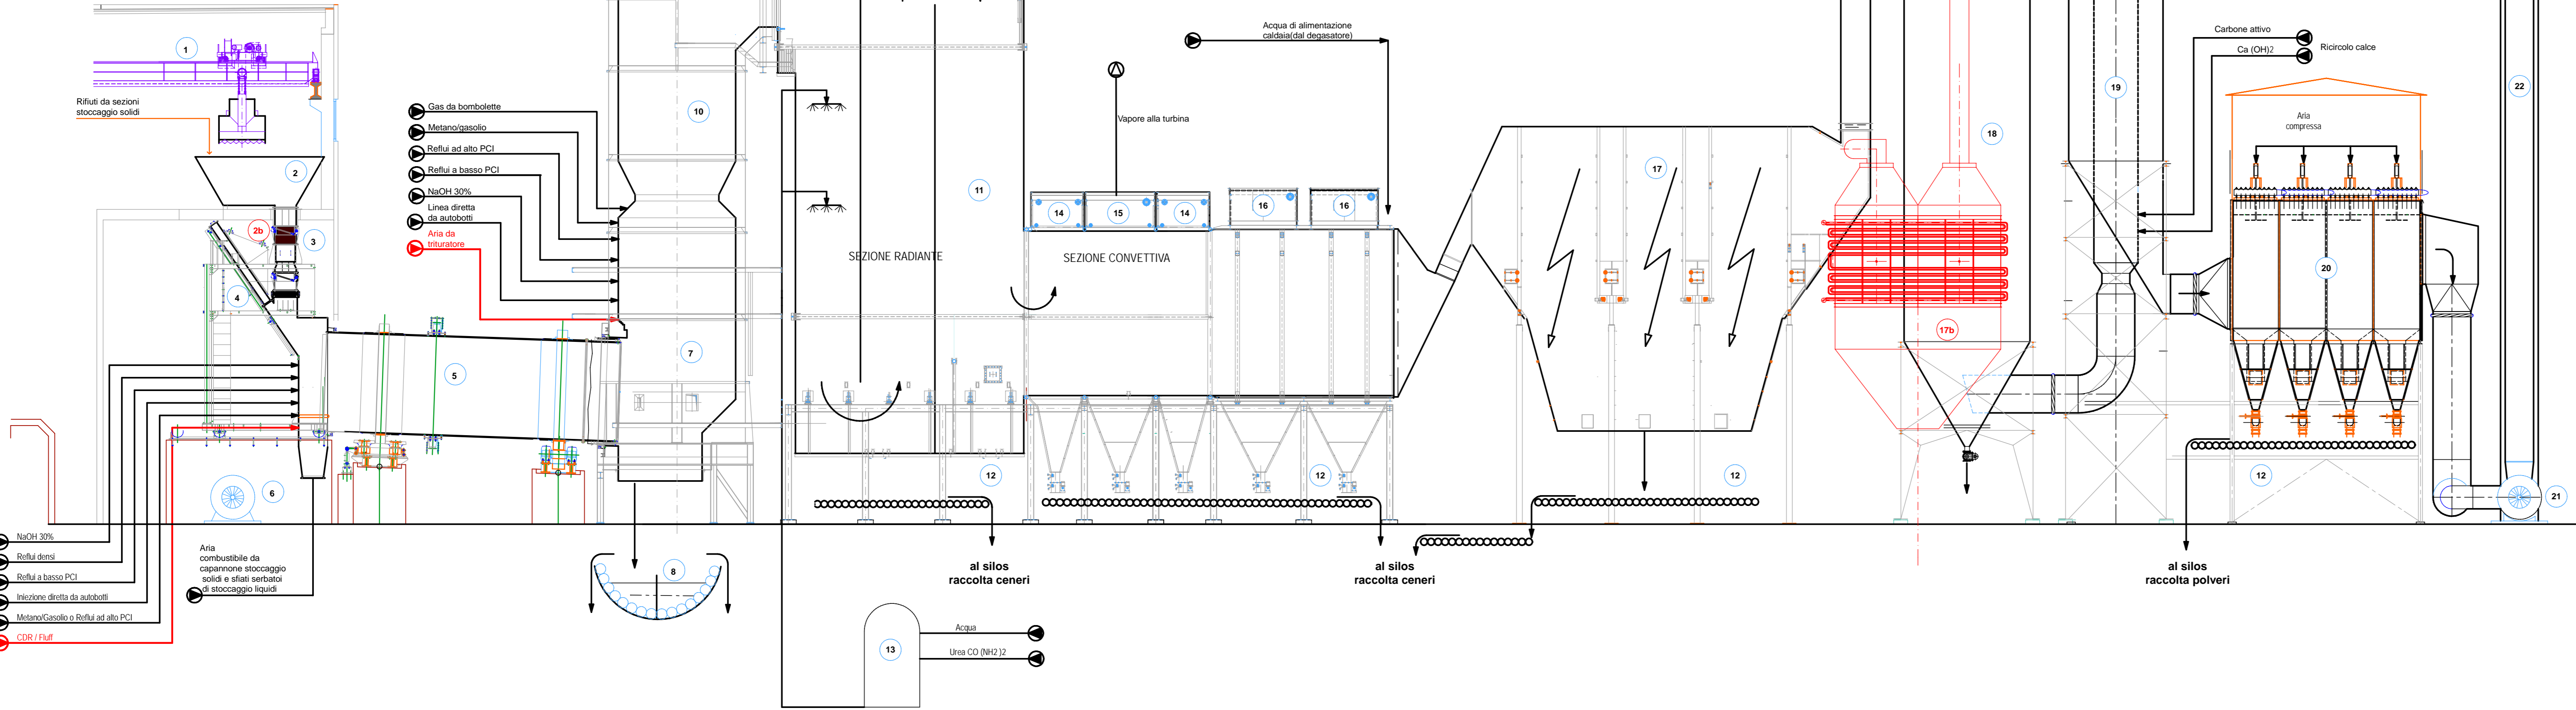 1
Rifiuti da sezioni
stoccaggio solidi
2
2b
3
4
5
6
NaOH 30%
Reflui densi
Reflui a basso PCI
Iniezione diretta da autobotti
Metano/Gasolio o Reflui ad alto PCI
CDR / Fluff
Aria
combustibile da
capannone stoccaggio
solidi e sfiati serbatoi
di stoccaggio liquidi
Gas da bombolette
Metano/gasolio
Reflui ad alto PCI
Reflui a basso PCI
NaOH 30%
Linea diretta
da autobotti
Aria da
trituratore
10
7
8
11
SEZIONE RADIANTE
12
al silos
raccolta ceneri
13
Acqua
Urea CO (NH2 )2
Acqua di alimentazione
caldaia(dal degasatore)
Vapore alla turbina
14
15
14
16
16
SEZIONE CONVETTIVA
12
al silos
raccolta ceneri
17
12
17b
18
19
Carbone attivo
Ca (OH)2
Ricircolo calce
Aria
compressa
20
12
al silos
raccolta polveri
22
21